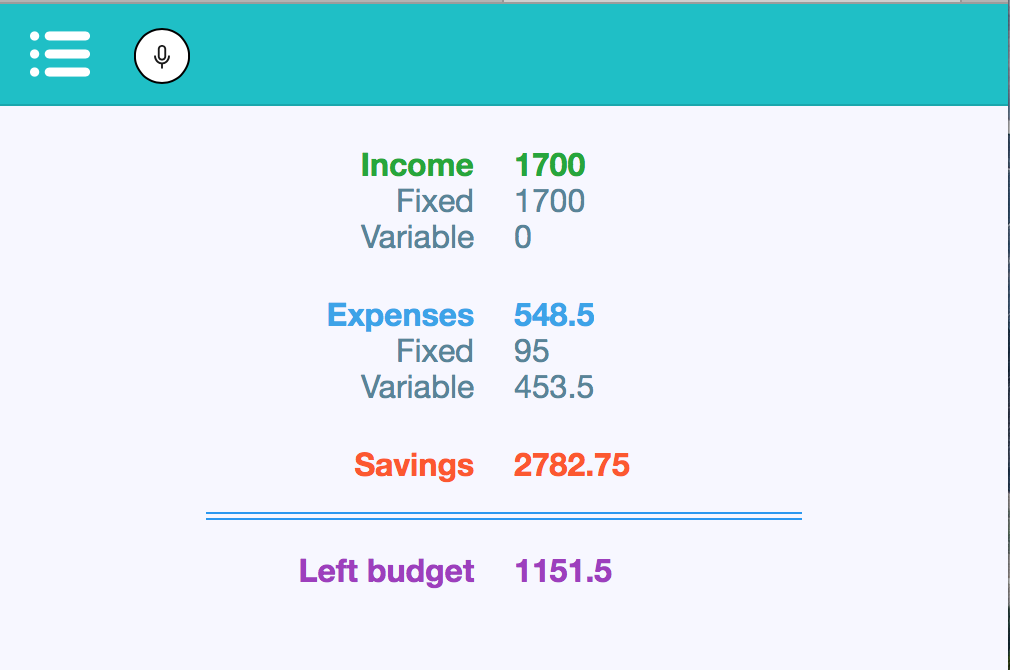 Income 1700
Fixed 1700
Variable 0
Expenses 548.5
Fixed 95
Variable 453.5
Savings 2782.75
Left budget 1151.5